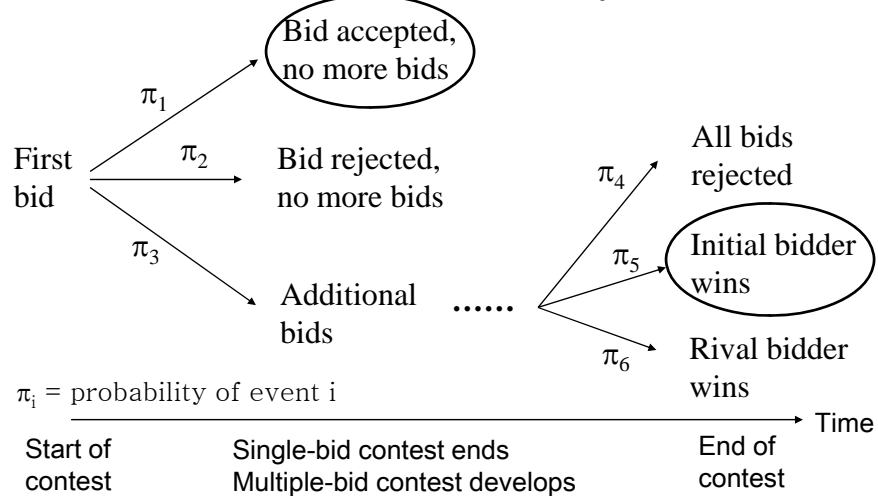 Bid accepted,
no more bids
π1
First
bid
π2
Bid rejected,
no more bids
π3
Additional
bids
......
π4
All bids
rejected
π5
Initial bidder
wins
π6
Rival bidder
wins
πi = probability of event i
Time
Start of
contest
Single-bid contest ends
Multiple-bid contest develops
End of
contest